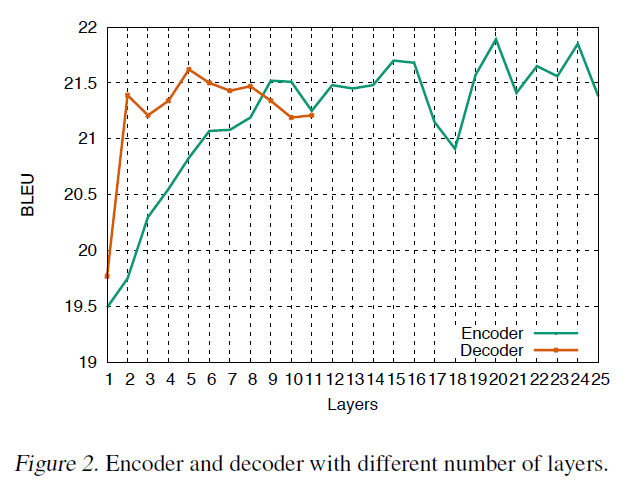 22
21.5
21
20.5
20
19.5
19
BLEU
Encoder
Decoder
1 2 3 4 5 6 7 8 9 10 11 12 13 14 15 16 17 18 19 20 21 22 23 24 25
Layers
Figure 2. Encoder and decoder with different number of layers.